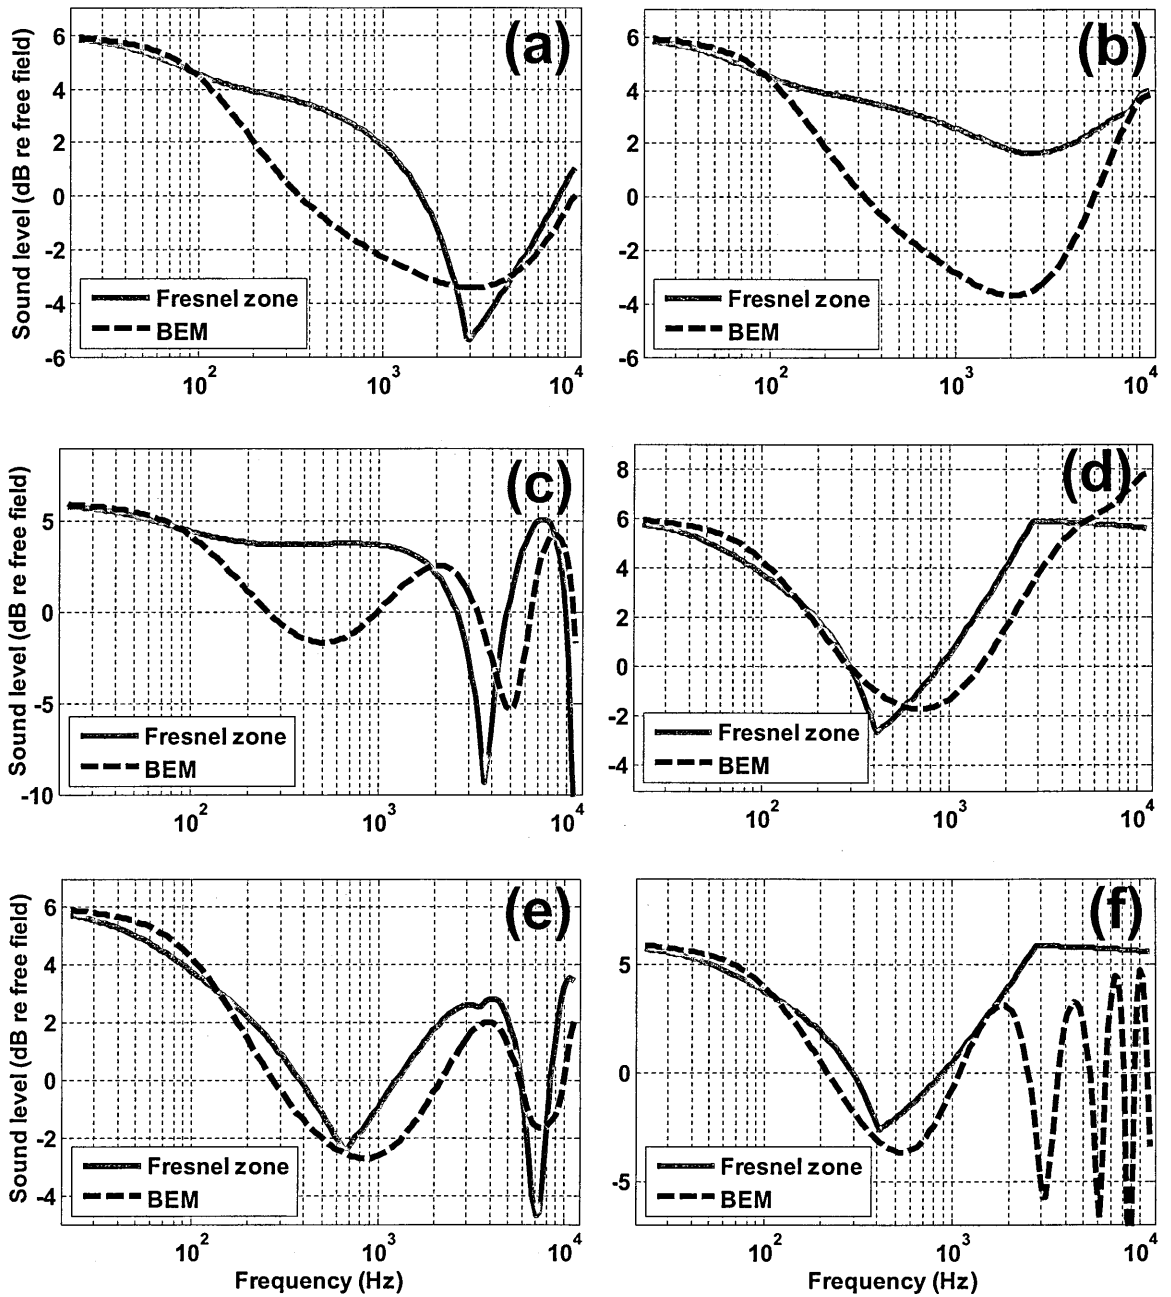 (a)
6
4
2
0
-2
-4
-6
Sound level (dB re free field)
Fresnel zone
BEM
10^2
10^3
10^4
(b)
6
4
2
0
-2
-4
-6
Fresnel zone
BEM
10^2
10^3
10^4
(c)
5
0
-5
-10
Sound level (dB re free field)
Fresnel zone
BEM
10^2
10^3
10^4
(d)
8
6
4
2
0
-2
-4
Fresnel zone
BEM
10^2
10^3
10^4
(e)
6
4
2
0
-2
-4
Sound level (dB re free field)
Fresnel zone
BEM
10^2
10^3
10^4
Frequency (Hz)
(f)
5
0
-5
Fresnel zone
BEM
10^2
10^3
10^4
Frequency (Hz)